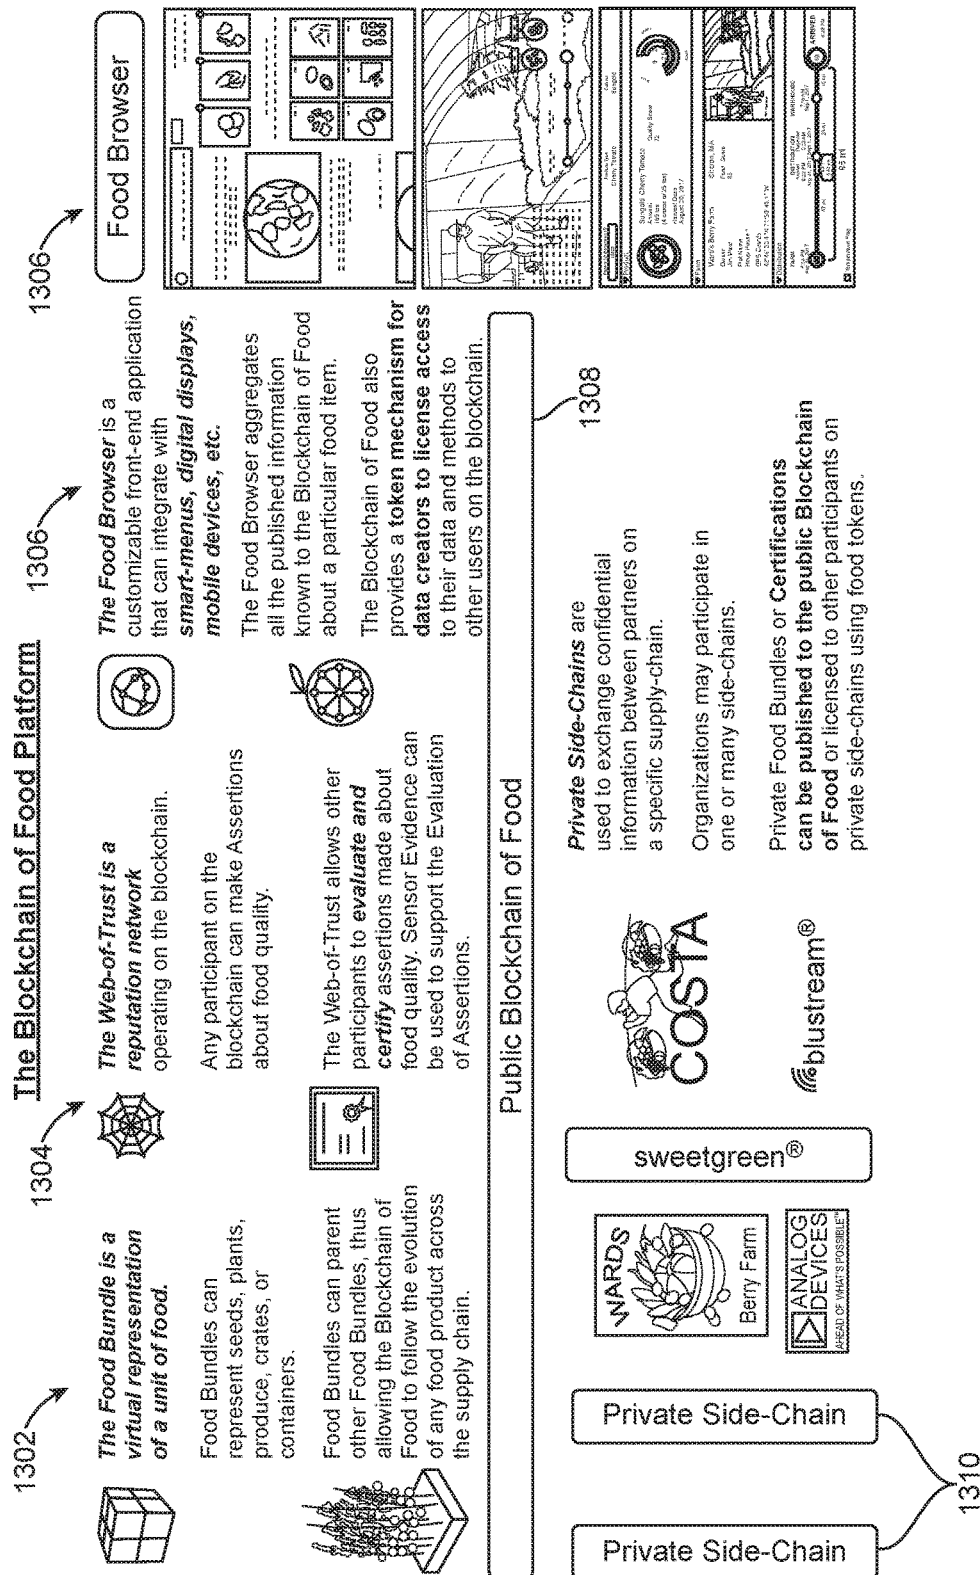 The Blockchain of Food Platform
1302
The Food Bundle is a
virtual representation
of a unit of food.
Food Bundles can
represent seeds, plants,
produce, crates, or
containers.
Food Bundles can parent
other Food Bundles, thus
allowing the Blockchain of
Food to follow the evolution
of any food product across
the supply chain.
1304
The Web-of-Trust is a
reputation network
operating on the blockchain.
Any participant on the
blockchain can make Assertions
about food quality.
The Web-of-Trust allows other
participants to evaluate and
certify assertions made about
food quality. Sensor Evidence can
be used to support the Evaluation
of Assertions.
1306
The Food Browser is a
customizable front-end application
that can integrate with
smart-menus, digital displays,
mobile devices, etc.
The Food Browser aggregates
all the published information
known to the Blockchain of Food
about a particular food item.
The Blockchain of Food also
provides a token mechanism for
data creators to license access
to their data and methods to
other users on the blockchain.
1306
Food Browser
Public Blockchain of Food
1308
Private Side-Chain
Private Side-Chain
1310
WARDS
Berry Farm
ANALOG
DEVICES
AHEAD OF WHAT'S POSSIBLE™
sweetgreen®
COSTA
blustream®
Private Side-Chains are
used to exchange confidential
information between partners on
a specific supply-chain.
Organizations may participate in
one or many side-chains.
Private Food Bundles or Certifications
can be published to the public Blockchain
of Food or licensed to other participants on
private side-chains using food tokens.